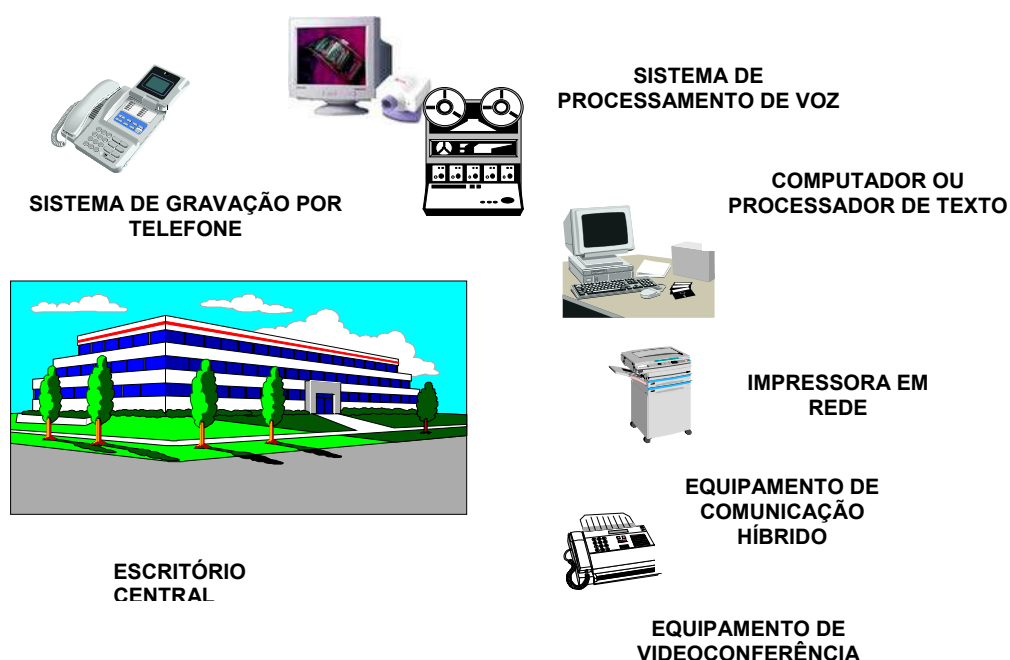 SISTEMA DE
PROCESSAMENTO DE VOZ
COMPUTADOR OU
PROCESSADOR DE TEXTO
SISTEMA DE GRAVAÇÃO POR
TELEFONE
IMPRESSORA EM
REDE
EQUIPAMENTO DE
COMUNICAÇÃO
HÍBRIDO
ESCRITÓRIO
CENTRAL
EQUIPAMENTO DE
VIDEOCONFERÊNCIA